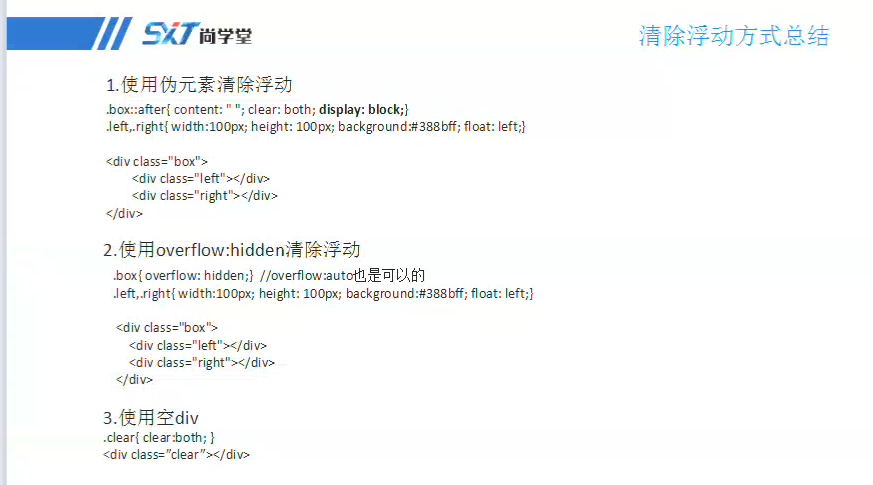 SXT尚学堂
清除浮动方式总结
1.使用伪元素清除浮动
.box::after{ content: " "; clear: both; display: block;}
.left,.right{ width:100px; height: 100px; background:#388bff; float: left;}
<div class="box">
<div class="left"></div>
<div class="right"></div>
</div>
2.使用overflow:hidden清除浮动
.box{ overflow: hidden;} //overflow:auto也是可以的
.left,.right{ width:100px; height: 100px; background:#388bff; float: left;}
<div class="box">
<div class="left"></div>
<div class="right"></div>
</div>
3.使用空div
.clear{ clear:both; }
<div class=”clear”></div>